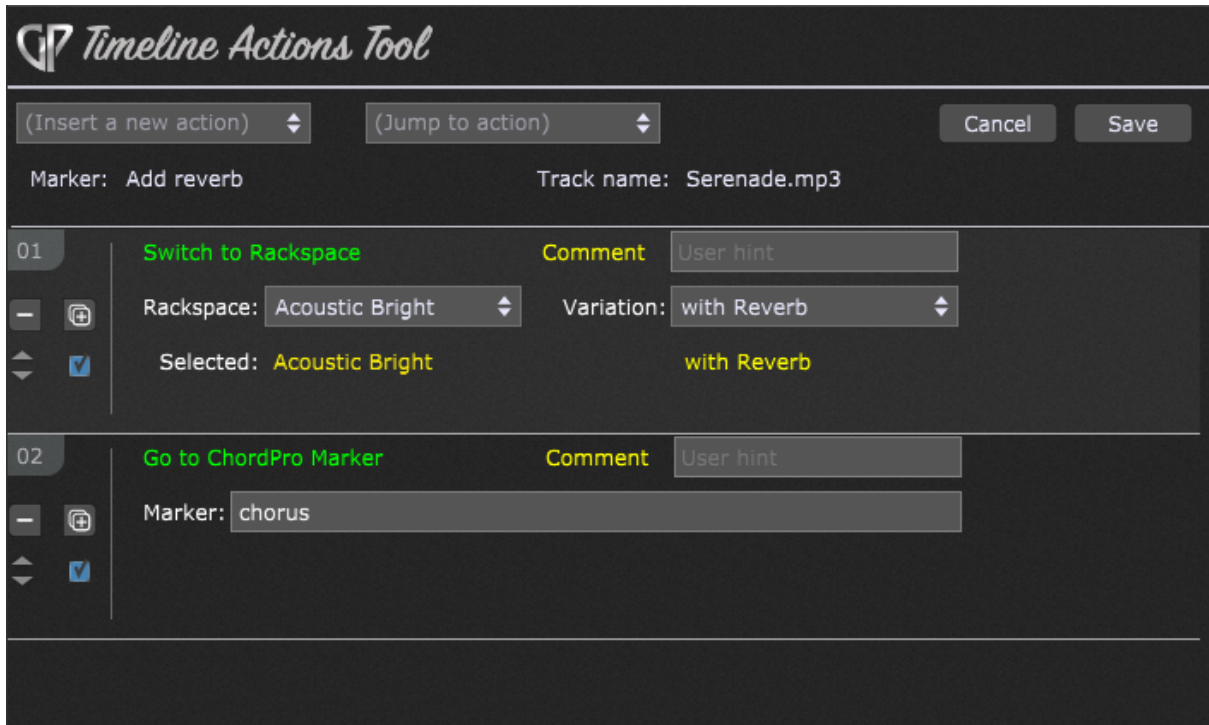 GP Timeline Actions Tool
(Insert a new action) (Jump to action) Cancel Save
Marker: Add reverb Track name: Serenade.mp3
01 Switch to Rackspace Comment User hint
Rackspace: Acoustic Bright Variation: with Reverb
Selected: Acoustic Bright with Reverb
02 Go to ChordPro Marker Comment User hint
Marker: chorus